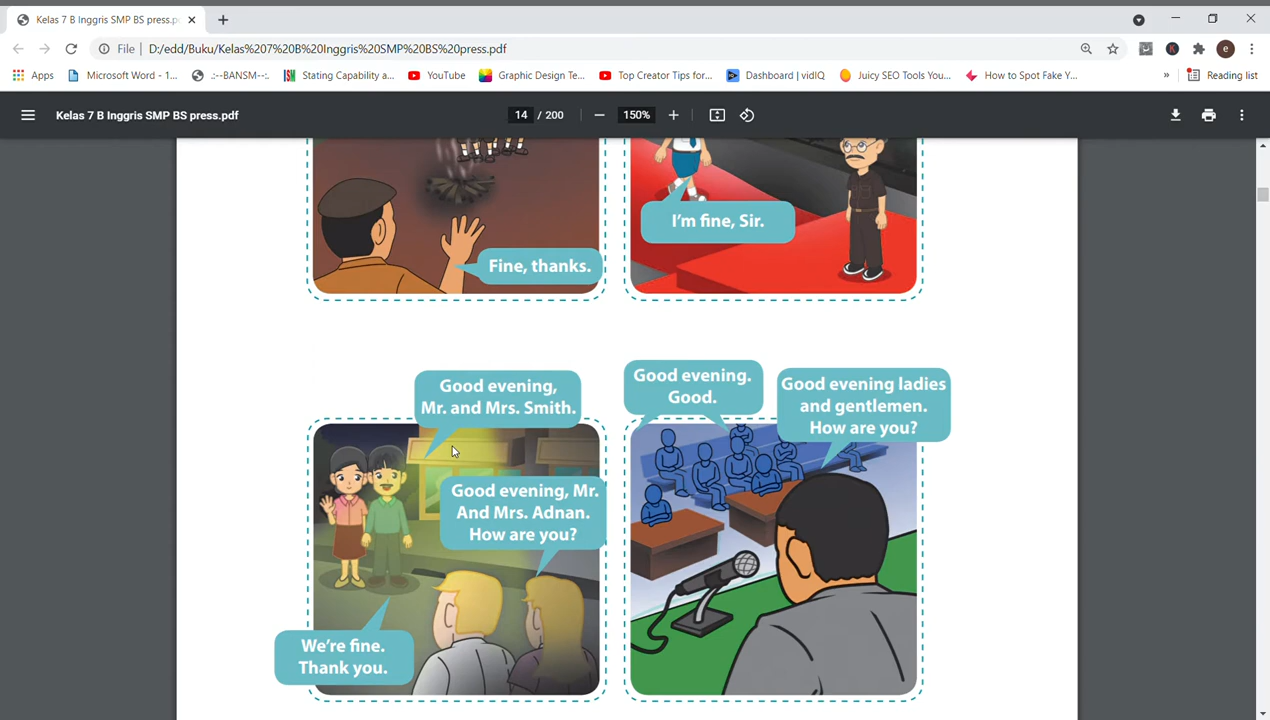 Kelas 7 B Inggris SMP BS press.p
File D:/edd/Buku/Kelas%207%20B%20Inggris%20SMP%20BS%20press.pdf
e
Apps Microsoft Word - 1... .:--BANSM--:. ISM Stating Capability a... YouTube Graphic Design Te... Top Creator Tips for... Dashboard | vidIQ Juicy SEO Tools You... How to Spot Fake Y... » Reading list
Kelas 7 B Inggris SMP BS press.pdf 14 / 200 150%
I'm fine, Sir.
Fine, thanks.
Good evening,
Mr. and Mrs. Smith.
Good evening, Mr.
And Mrs. Adnan.
How are you?
We're fine.
Thank you.
Good evening.
Good.
Good evening ladies
and gentlemen.
How are you?